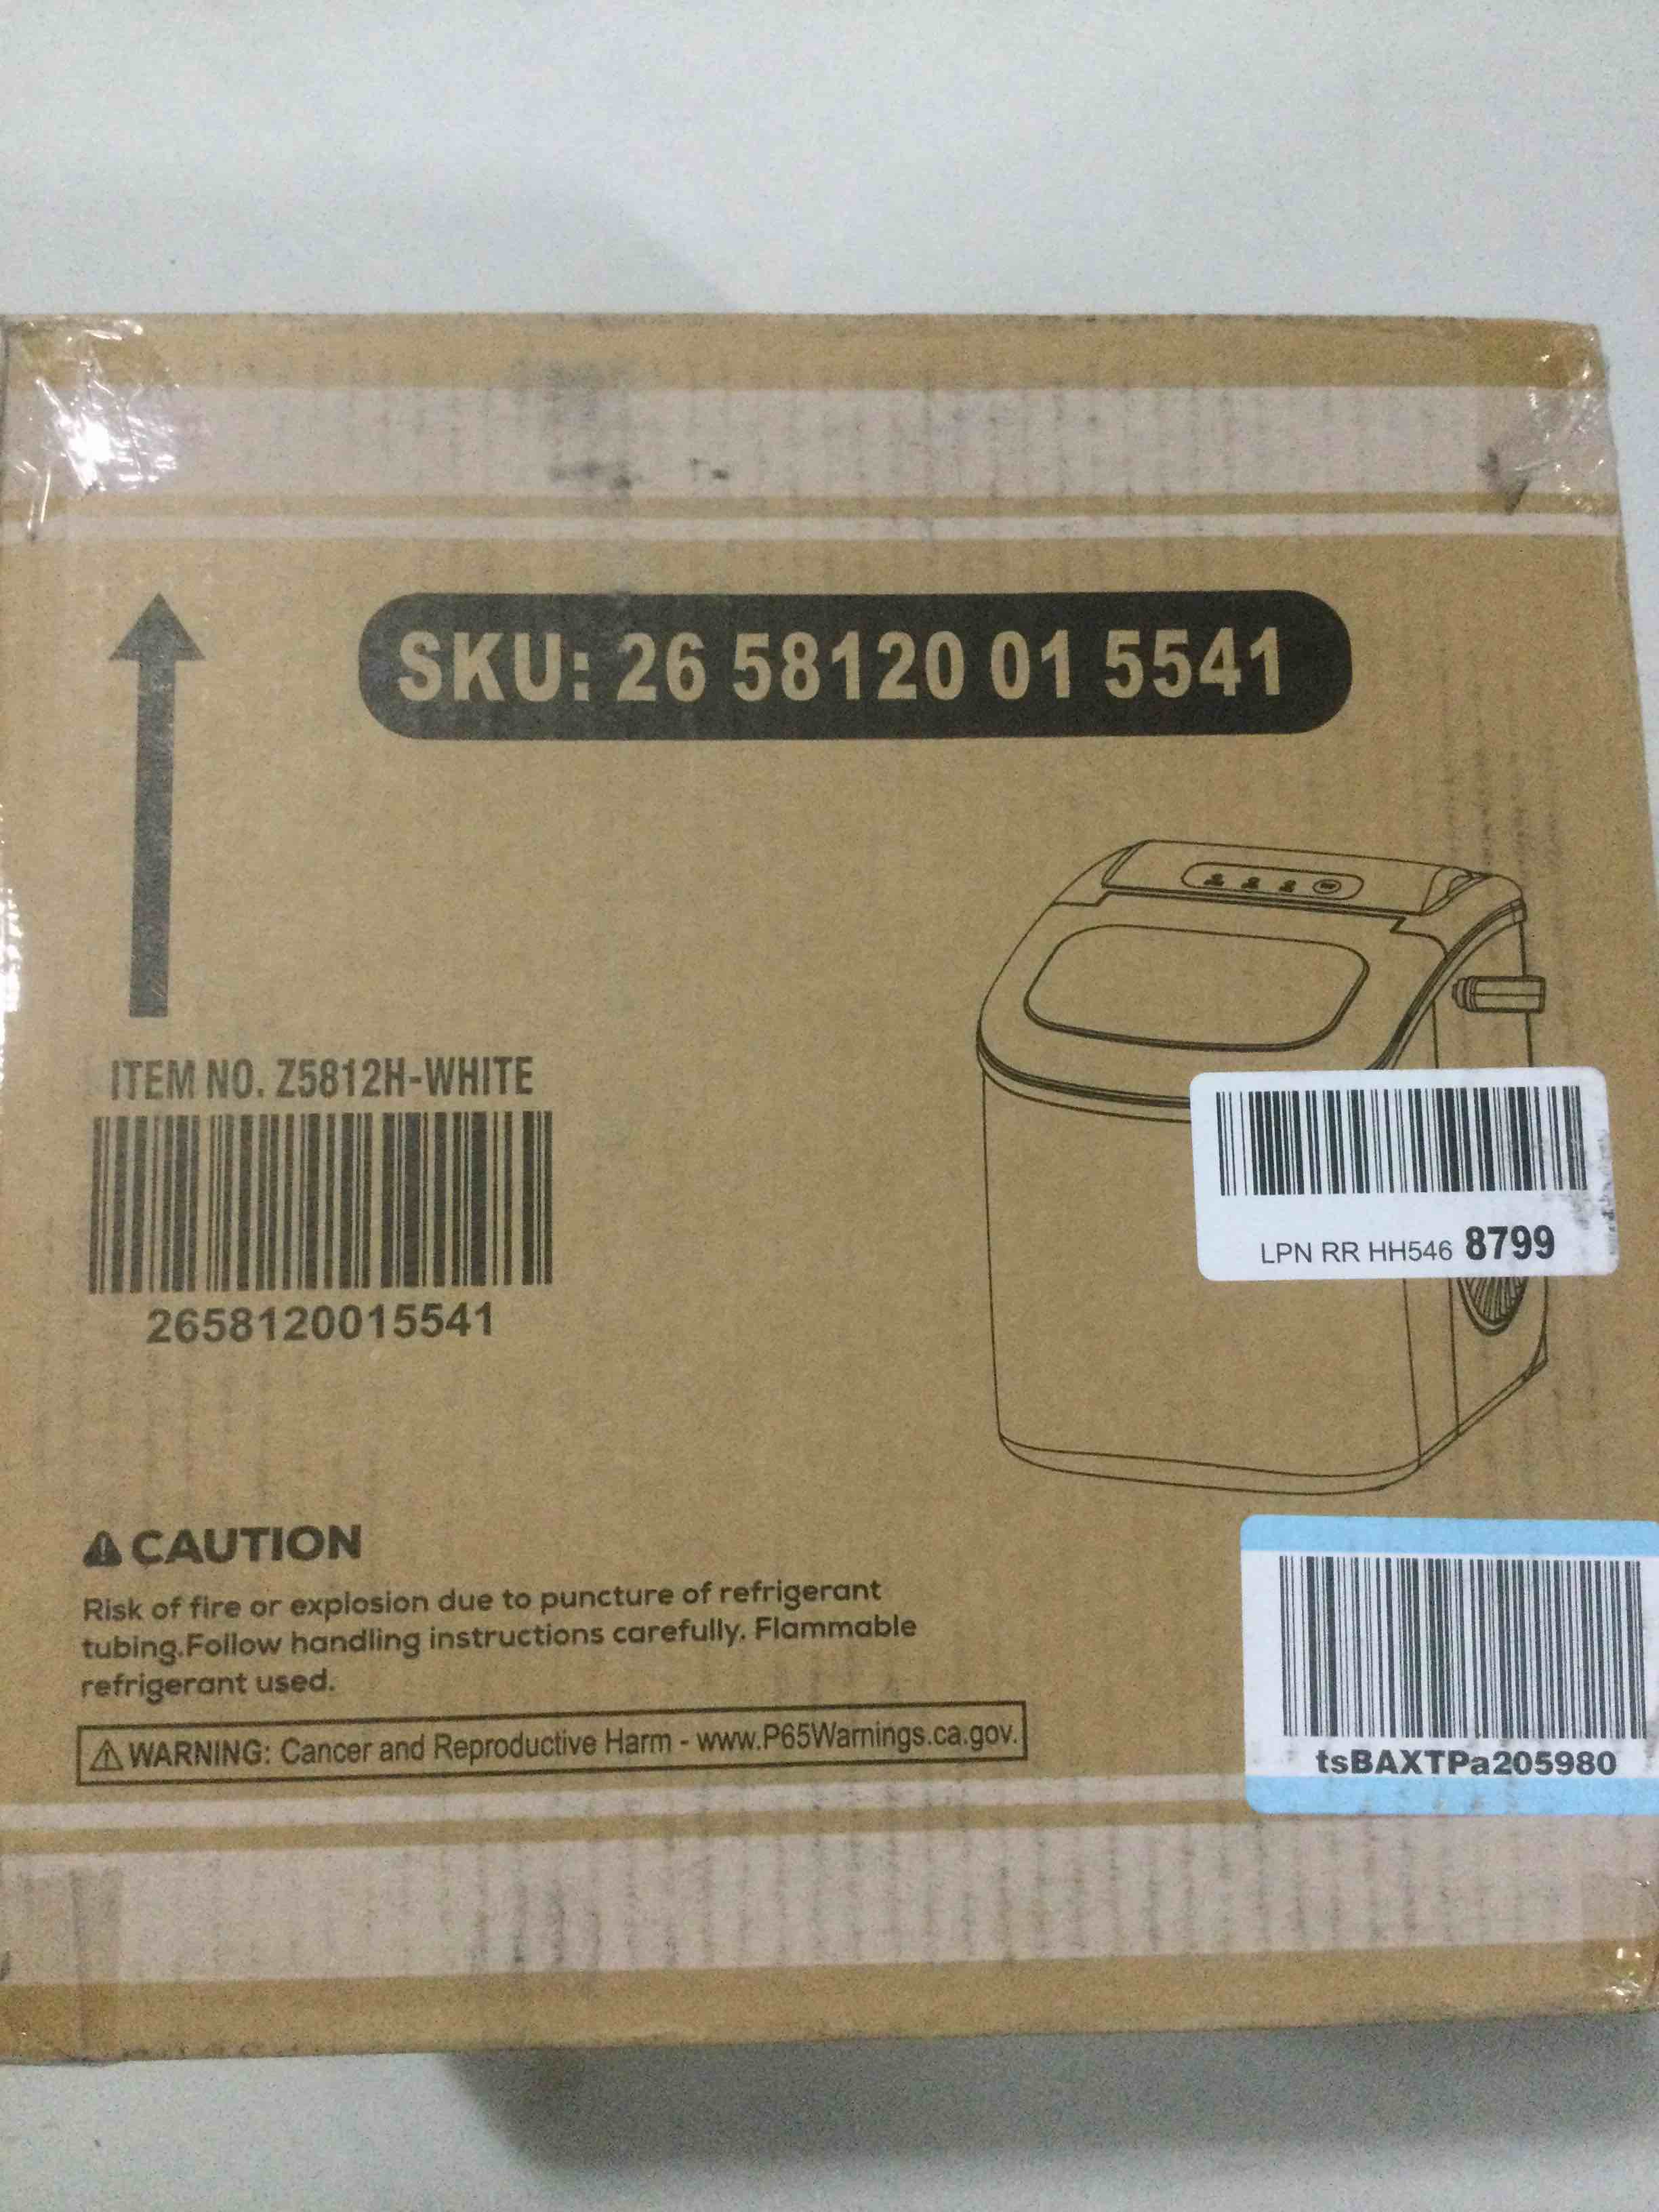 SKU: 26 58120 01 5541
ITEM NO. Z5812H-WHITE
2658120015541
LPN RR HH546 8799
CAUTION
Risk of fire or explosion due to puncture of refrigerant
tubing.Follow handling instructions carefully. Flammable
refrigerant used.
WARNING: Cancer and Reproductive Harm - www.P65Warnings.ca.gov.
tsBAXTPa205980